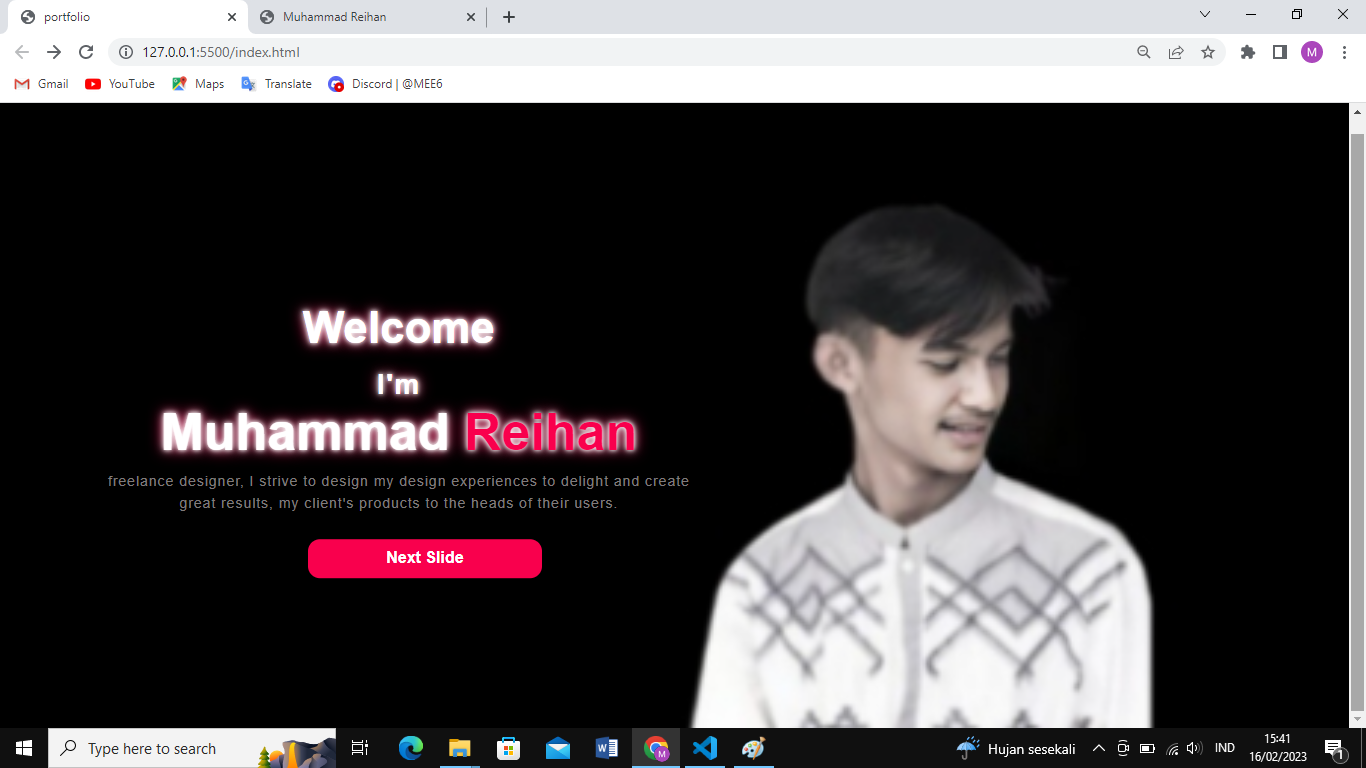 portfolio
Muhammad Reihan
127.0.0.1:5500/index.html
M
Gmail
YouTube
Maps
Translate
Discord | @MEE6
Welcome
I'm
Muhammad Reihan
freelance designer, I strive to design my design experiences to delight and create
great results, my client's products to the heads of their users.
Next Slide
Type here to search
W
M
Hujan sesekali
IND
15:41
16/02/2023
1